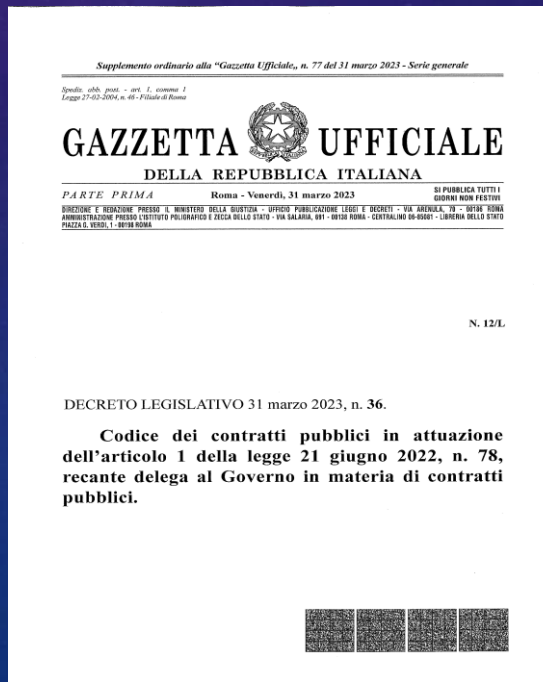 Supplemento ordinario alla “Gazzetta Ufficiale„ n. 77 del 31 marzo 2023 - Serie generale
Spediz. abb. post. - art. 1, comma 1
Legge 27-02-2004, n. 46 - Filiale di Roma
GAZZETTA UFFICIALE
DELLA REPUBBLICA ITALIANA
PARTE PRIMA
Roma - Venerdì, 31 marzo 2023
SI PUBBLICA TUTTI I
GIORNI NON FESTIVI
DIREZIONE E REDAZIONE PRESSO IL MINISTERO DELLA GIUSTIZIA - UFFICIO PUBBLICAZIONE LEGGI E DECRETI - VIA ARENULA, 70 - 00186 ROMA
AMMINISTRAZIONE PRESSO L'ISTITUTO POLIGRAFICO E ZECCA DELLO STATO - VIA SALARIA, 691 - 00138 ROMA - CENTRALINO 06-85081 - LIBRERIA DELLO STATO
PIAZZA G. VERDI, 1 - 00198 ROMA
N. 12/L
DECRETO LEGISLATIVO 31 marzo 2023, n. 36.
Codice dei contratti pubblici in attuazione
dell’articolo 1 della legge 21 giugno 2022, n. 78,
recante delega al Governo in materia di contratti
pubblici.